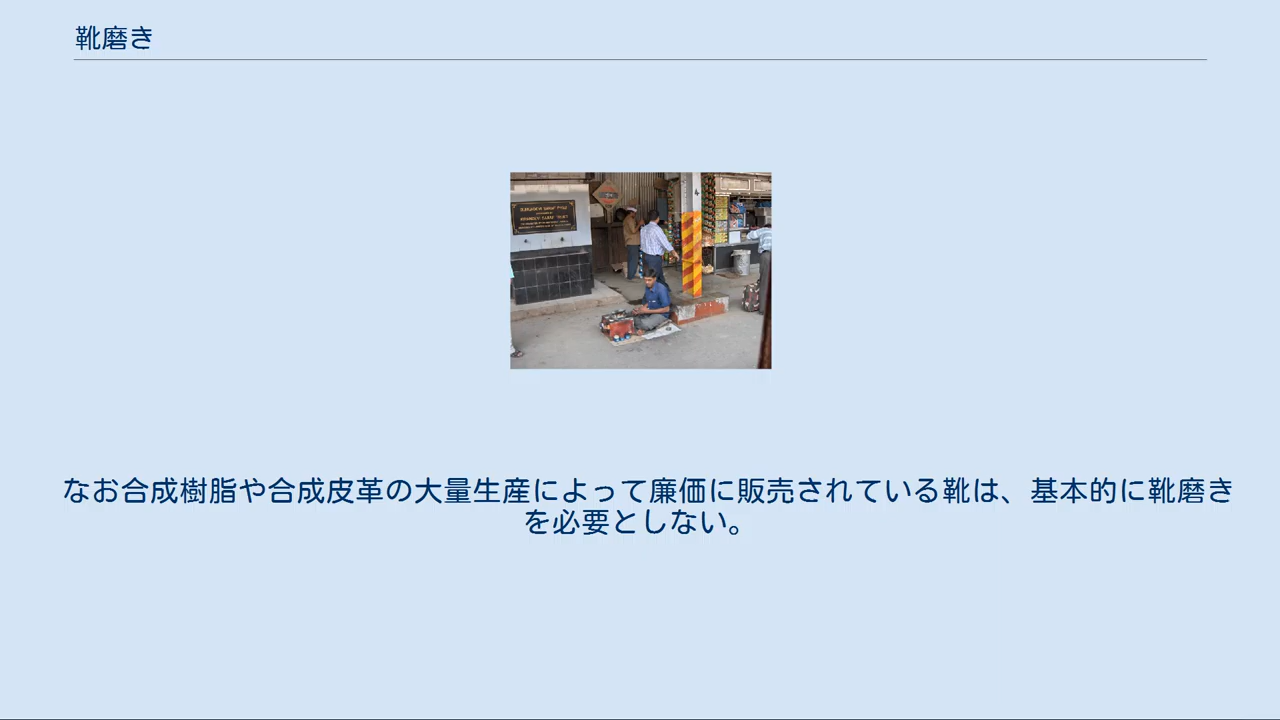 靴磨き
なお合成樹脂や合成皮革の大量生産によって廉価に販売されている靴は、基本的に靴磨き
を必要としない。